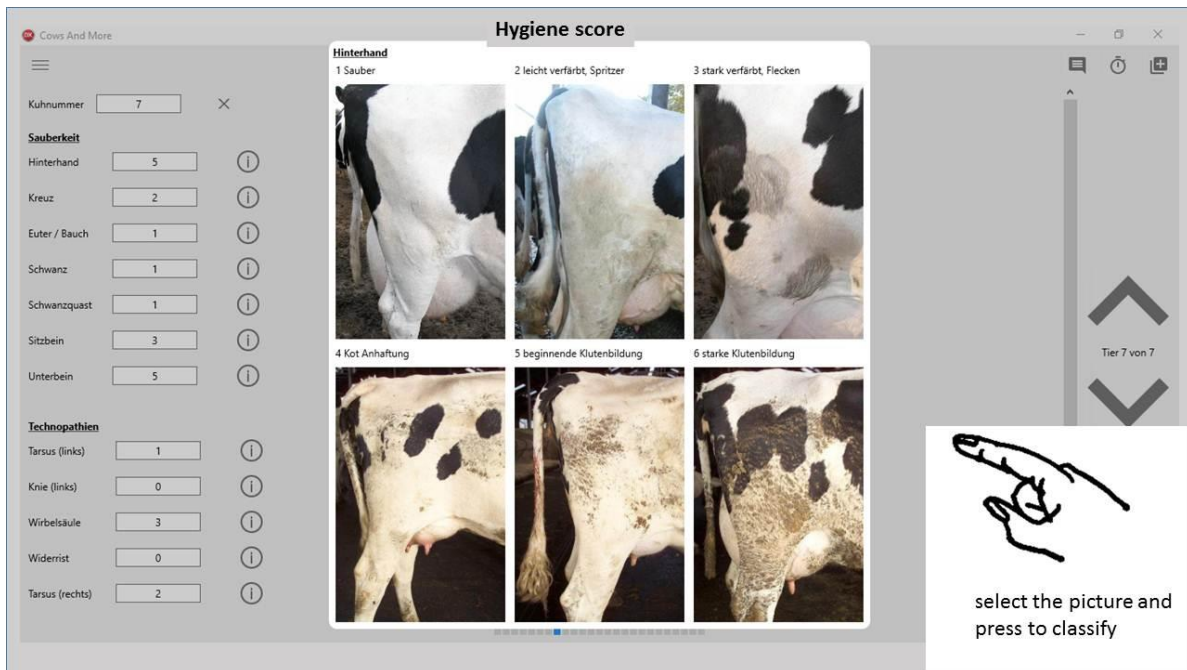 Hygiene score
Cows And More
Kuhnummer 7
Sauberkeit
Hinterhand 5
Kreuz 2
Euter / Bauch 1
Schwanz 1
Schwanzquast 1
Sitzbein 3
Unterbein 5
Technopathien
Tarsus (links) 1
Knie (links) 0
Wirbelsäule 3
Widerrist 0
Tarsus (rechts) 2
Hinterhand
1 Sauber
2 leicht verfärbt, Spritzer
3 stark verfärbt, Flecken
4 Kot Anhaftung
5 beginnende Klutenbildung
6 starke Klutenbildung
Tier 7 von 7
select the picture and
press to classify